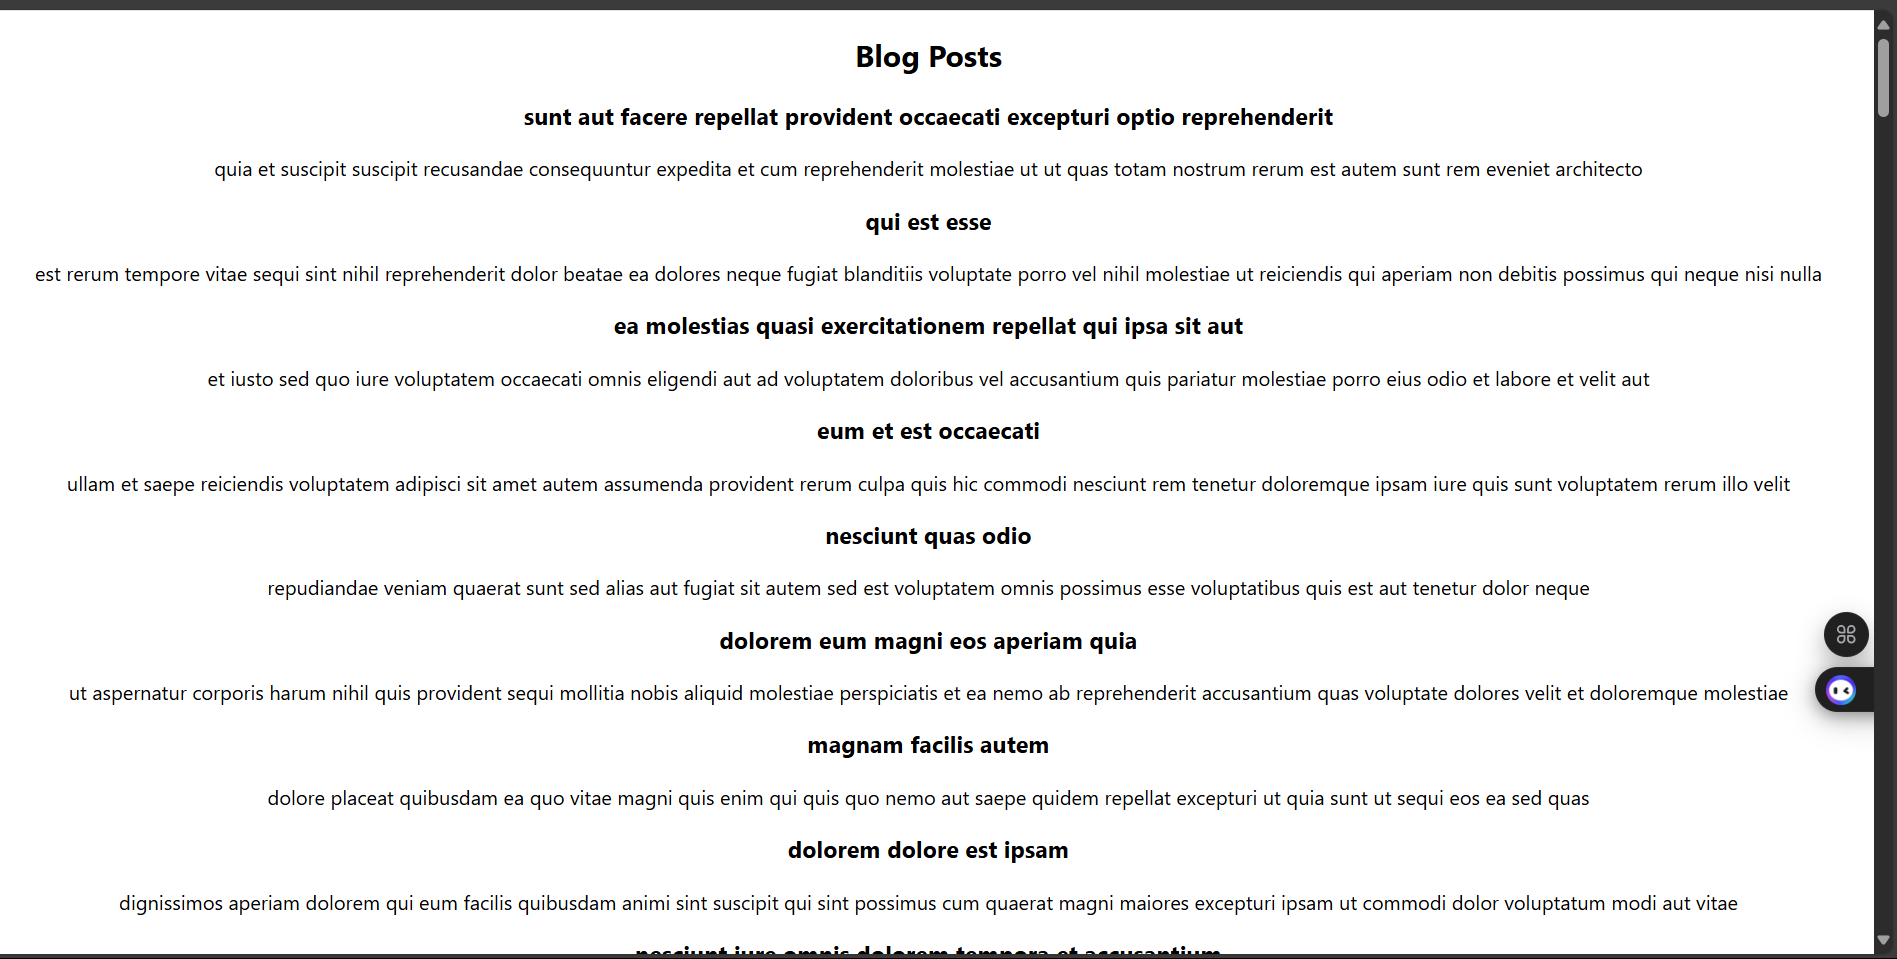 Blog Posts
sunt aut facere repellat provident occaecati excepturi optio reprehenderit
quia et suscipit suscipit recusandae consequuntur expedita et cum reprehenderit molestiae ut ut quas totam nostrum rerum est autem sunt rem eveniet architecto
qui est esse
est rerum tempore vitae sequi sint nihil reprehenderit dolor beatae ea dolores neque fugiat blanditiis voluptate porro vel nihil molestiae ut reiciendis qui aperiam non debitis possimus qui neque nisi nulla
ea molestias quasi exercitationem repellat qui ipsa sit aut
et iusto sed quo iure voluptatem occaecati omnis eligendi aut ad voluptatem doloribus vel accusantium quis pariatur molestiae porro eius odio et labore et velit aut
eum et est occaecati
ullam et saepe reiciendis voluptatem adipisci sit amet autem assumenda provident rerum culpa quis hic commodi nesciunt rem tenetur doloremque ipsam iure quis sunt voluptatem rerum illo velit
nesciunt quas odio
repudiandae veniam quaerat sunt sed alias aut fugiat sit autem sed est voluptatem omnis possimus esse voluptatibus quis est aut tenetur dolor neque
dolorem eum magni eos aperiam quia
ut aspernatur corporis harum nihil quis provident sequi mollitia nobis aliquid molestiae perspiciatis et ea nemo ab reprehenderit accusantium quas voluptate dolores velit et doloremque molestiae
magnam facilis autem
dolore placeat quibusdam ea quo vitae magni quis enim qui quis quo nemo aut saepe quidem repellat excepturi ut quia sunt ut sequi eos ea sed quas
dolorem dolore est ipsam
dignissimos aperiam dolorem qui eum facilis quibusdam animi sint suscipit qui sint possimus cum quaerat magni maiores excepturi ipsam ut commodi dolor voluptatum modi aut vitae
nesciunt iure omnis dolorem tempora et accusantium